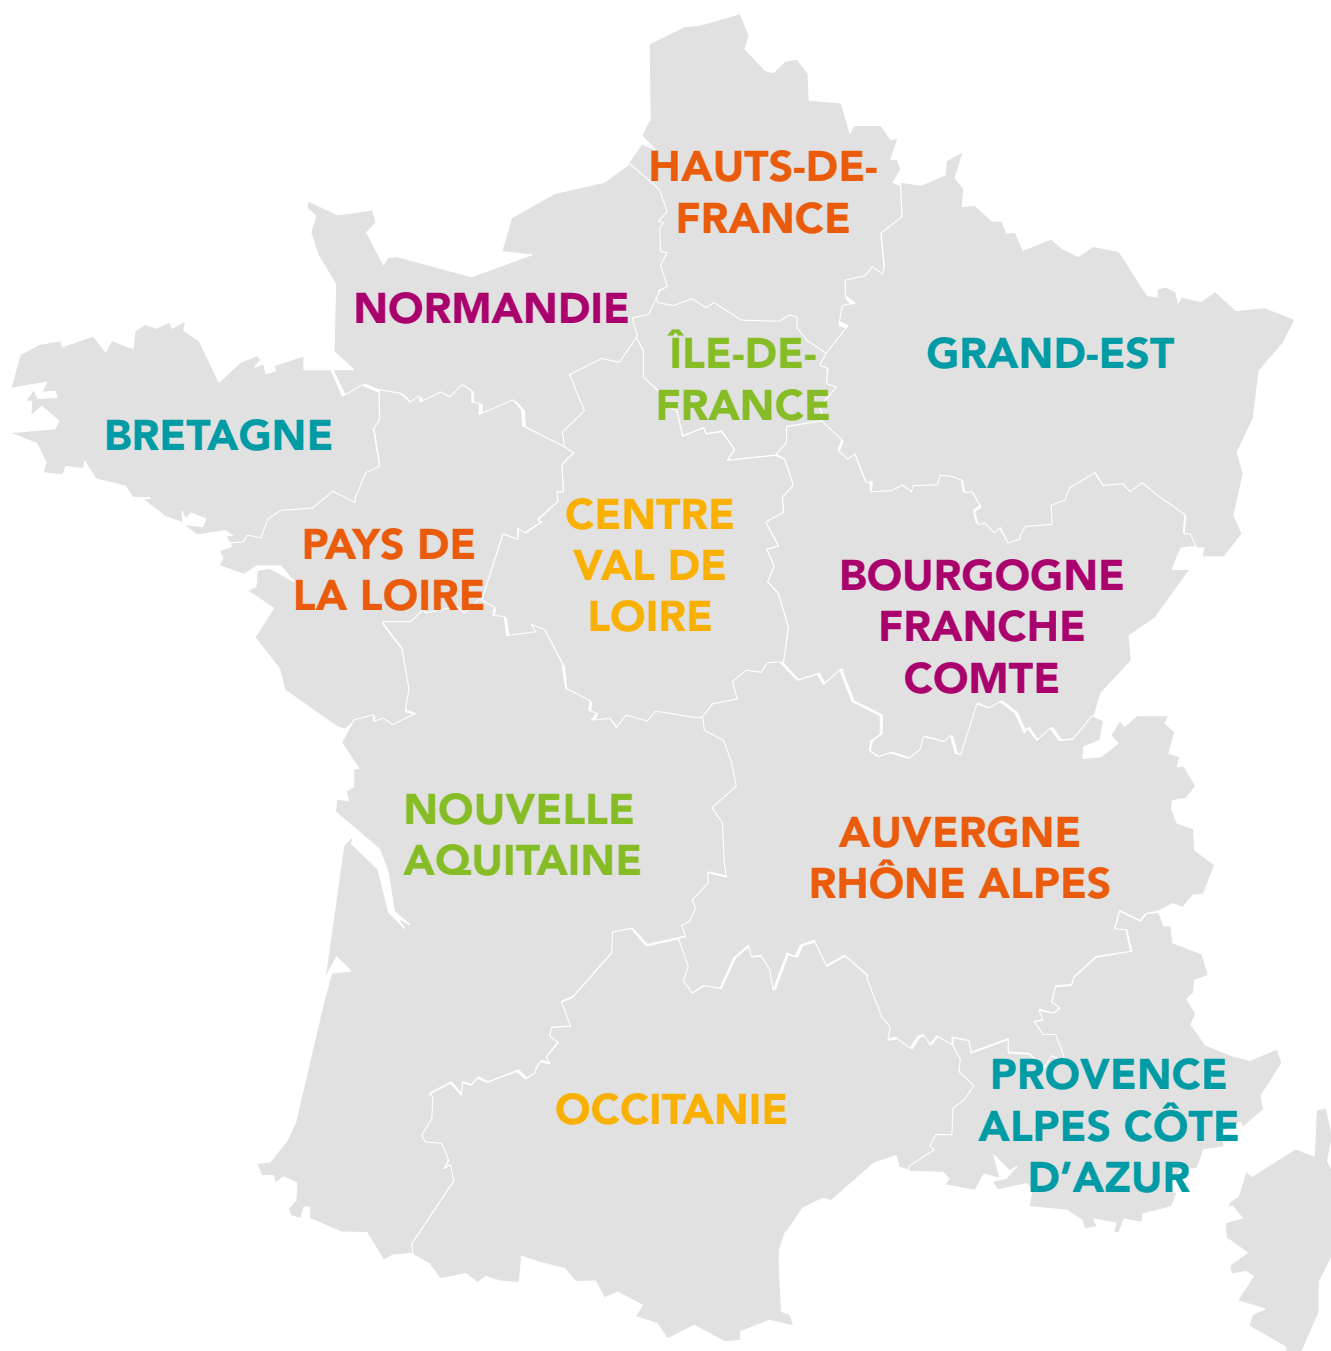 HAUTS-DE-
FRANCE
NORMANDIE
ÎLE-DE-
FRANCE
GRAND-EST
BRETAGNE
PAYS DE
LA LOIRE
CENTRE
VAL DE
LOIRE
BOURGOGNE
FRANCHE
COMTE
NOUVELLE
AQUITAINE
AUVERGNE
RHÔNE ALPES
OCCITANIE
PROVENCE
ALPES CÔTE
D’AZUR